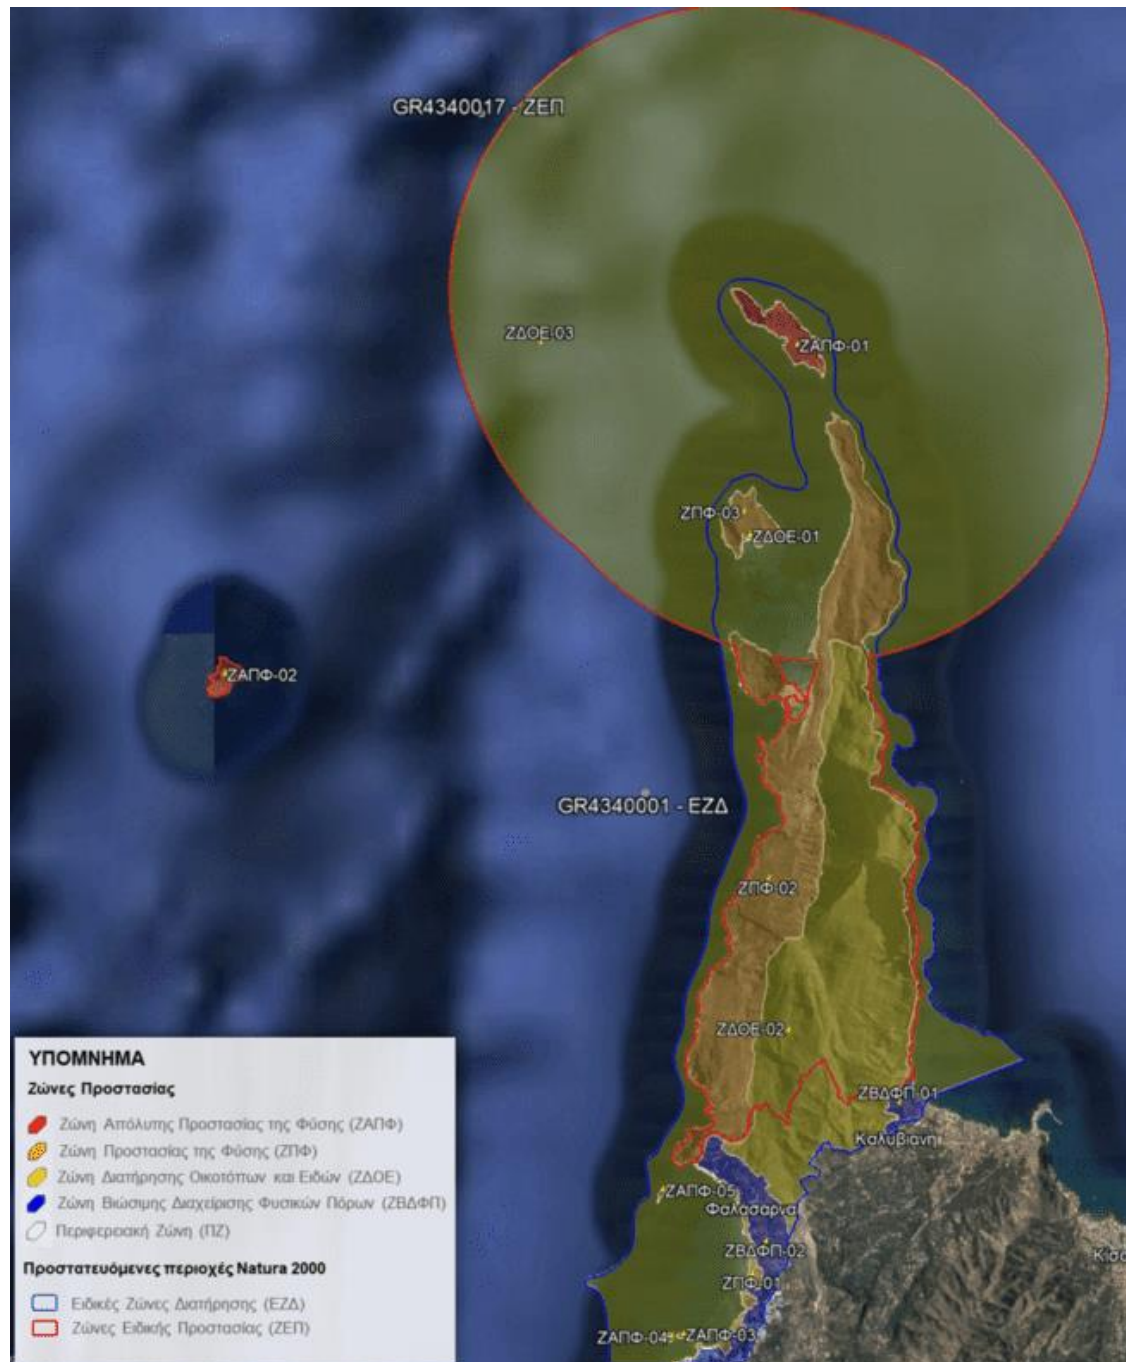 GR4340017 - ΖΕΠ
ΖΔΟΕ-03
ΖΑΠΦ-01
ΖΠΦ-03
ΖΔΟΕ-01
ΖΑΠΦ-02
GR4340001 - ΕΖΔ
ΖΠΦ-02
ΖΔΟΕ-02
ΖΒΔΦΠ-01
Καλυβιανή
ΖΑΠΦ-05
Φαλάσαρνα
ΖΒΔΦΠ-02
ΖΠΦ-01
ΖΑΠΦ-04
ΖΑΠΦ-03
ΥΠΟΜΝΗΜΑ
Ζώνες Προστασίας
Ζώνη Απόλυτης Προστασίας της Φύσης (ΖΑΠΦ)
Ζώνη Προστασίας της Φύσης (ΖΠΦ)
Ζώνη Διατήρησης Οικοτόπων και Ειδών (ΖΔΟΕ)
Ζώνη Βιώσιμης Διαχείρισης Φυσικών Πόρων (ΖΒΔΦΠ)
Περιφερειακή Ζώνη (ΠΖ)
Προστατευόμενες περιοχές Natura 2000
Ειδικές Ζώνες Διατήρησης (ΕΖΔ)
Ζώνες Ειδικής Προστασίας (ΖΕΠ)